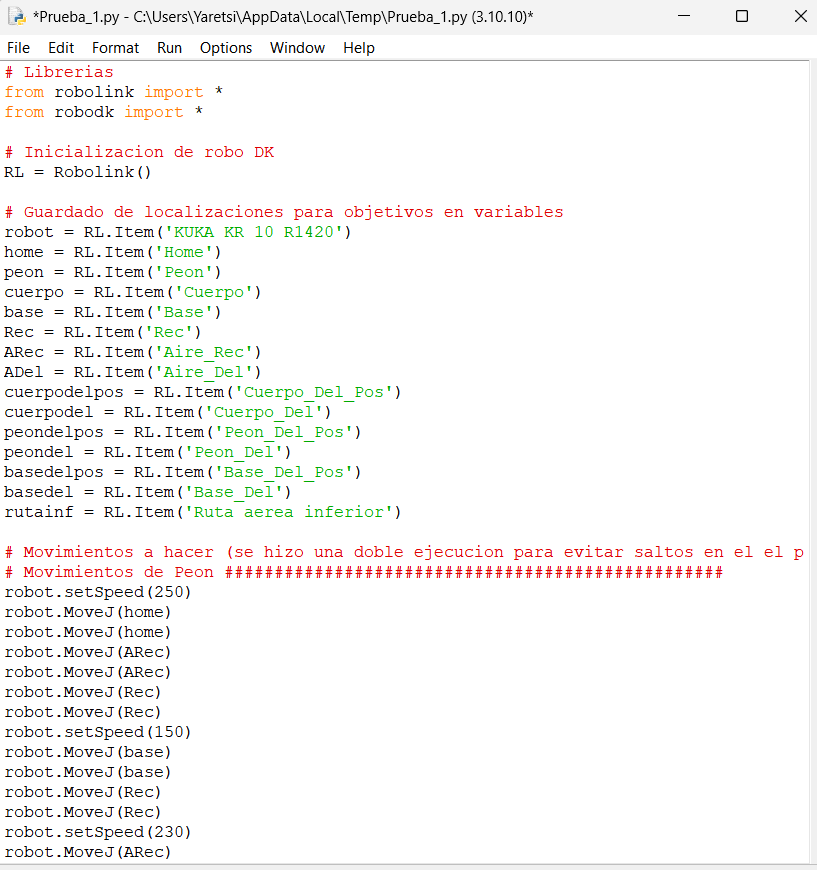 *Prueba_1.py - C:\Users\Yaretsi\AppData\Local\Temp\Prueba_1.py (3.10.10)*
File Edit Format Run Options Window Help
# Librerias
from robolink import *
from robodk import *
# Inicializacion de robo DK
RL = Robolink()
# Guardado de localizaciones para objetivos en variables
robot = RL.Item('KUKA KR 10 R1420')
home = RL.Item('Home')
peon = RL.Item('Peon')
cuerpo = RL.Item('Cuerpo')
base = RL.Item('Base')
Rec = RL.Item('Rec')
ARec = RL.Item('Aire_Rec')
ADel = RL.Item('Aire_Del')
cuerpodelpos = RL.Item('Cuerpo_Del_Pos')
cuerpodel = RL.Item('Cuerpo_Del')
peondelpos = RL.Item('Peon_Del_Pos')
peondel = RL.Item('Peon_Del')
basedelpos = RL.Item('Base_Del_Pos')
basedel = RL.Item('Base_Del')
rutainf = RL.Item('Ruta aerea inferior')
# Movimientos a hacer (se hizo una doble ejecucion para evitar saltos en el el p
# Movimientos de Peon ##################################################
robot.setSpeed(250)
robot.MoveJ(home)
robot.MoveJ(home)
robot.MoveJ(ARec)
robot.MoveJ(ARec)
robot.MoveJ(Rec)
robot.MoveJ(Rec)
robot.setSpeed(150)
robot.MoveJ(base)
robot.MoveJ(base)
robot.MoveJ(Rec)
robot.MoveJ(Rec)
robot.setSpeed(230)
robot.MoveJ(ARec)